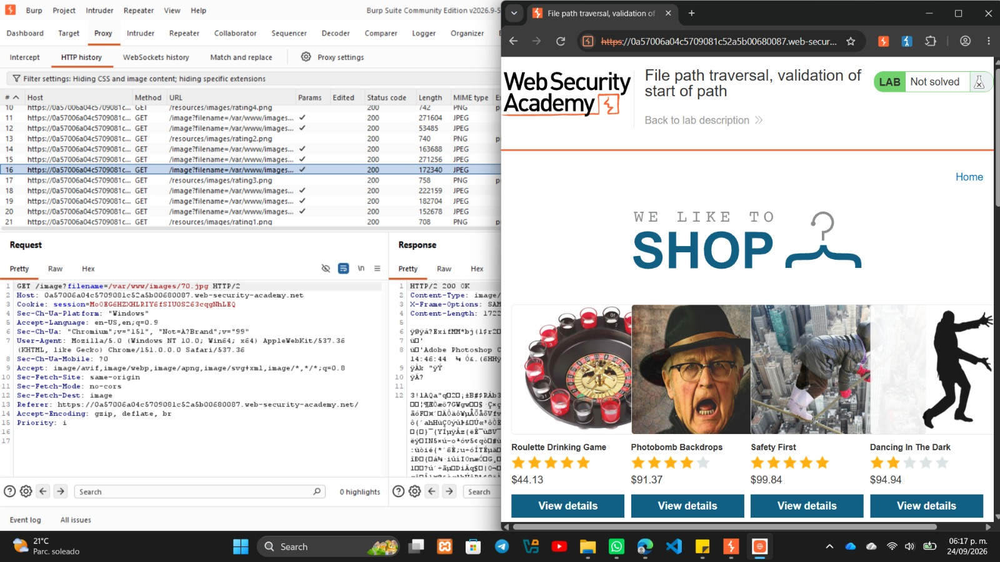 Burp Project Intruder Repeater View Help Burp Suite Community Edition v2026.9-5
Dashboard Target Proxy Intruder Repeater Collaborator Sequencer Decoder Comparer Logger Organizer
Intercept HTTP history WebSockets history Match and replace Proxy settings
Filter settings: Hiding CSS and image content; hiding specific extensions
# Host Method URL Params Edited Status code Length MIME type Ex
10 https://0a57006a04c5709081c... GET /resources/images/rating4.png 200 742 PNG p
11 https://0a57006a04c5709081c... GET /image?filename=/var/www/images... ✓ 200 271604 JPEG
12 https://0a57006a04c5709081c... GET /image?filename=/var/www/images... ✓ 200 53485 JPEG
13 https://0a57006a04c5709081c... GET /resources/images/rating2.png 200 740 PNG p
14 https://0a57006a04c5709081c... GET /image?filename=/var/www/images... ✓ 200 163688 JPEG
15 https://0a57006a04c5709081c... GET /image?filename=/var/www/images... ✓ 200 271256 JPEG
16 https://0a57006a04c5709081c... GET /image?filename=/var/www/images... ✓ 200 172340 JPEG
17 https://0a57006a04c5709081c... GET /resources/images/rating3.png 200 758 PNG p
18 https://0a57006a04c5709081c... GET /image?filename=/var/www/images... ✓ 200 222159 JPEG
19 https://0a57006a04c5709081c... GET /image?filename=/var/www/images... ✓ 200 182704 JPEG
20 https://0a57006a04c5709081c... GET /image?filename=/var/www/images... ✓ 200 152678 JPEG
21 https://0a57006a04c5709081c... GET /resources/images/rating1.png 200 708 PNG p
Request
Pretty Raw Hex \n
1 GET /image?filename=/var/www/images/70.jpg HTTP/2
2 Host: 0a57006a04c5709081c52a5b00680087.web-security-academy.net
3 Cookie: session=Mo0EG6HZXHLRIY6fSIUOS263cqgNhLEQ
4 Sec-Ch-Ua-Platform: "Windows"
5 Accept-Language: en-US,en;q=0.9
6 Sec-Ch-Ua: "Chromium";v="151", "Not=A?Brand";v="99"
7 User-Agent: Mozilla/5.0 (Windows NT 10.0; Win64; x64) AppleWebKit/537.36
(KHTML, like Gecko) Chrome/151.0.0.0 Safari/537.36
8 Sec-Ch-Ua-Mobile: ?0
9 Accept: image/avif,image/webp,image/apng,image/svg+xml,image/*,*/*;q=0.8
10 Sec-Fetch-Site: same-origin
11 Sec-Fetch-Mode: no-cors
12 Sec-Fetch-Dest: image
13 Referer: https://0a57006a04c5709081c52a5b00680087.web-security-academy.net/
14 Accept-Encoding: gzip, deflate, br
15 Priority: i
16
17
Search 0 highlights
Response
Pretty Raw Hex
1 HTTP/2 200 OK
2 Content-Type: image/
3 X-Frame-Options: SAM
4 Content-Length: 1722
5
6
7
8
9
10
11
12
Search
Event log All issues
File path traversal, validation of
https://0a57006a04c5709081c52a5b00680087.web-secur...
Web Security
Academy
File path traversal, validation of
start of path
Back to lab description
LAB Not solved
Home
WE LIKE TO
SHOP
Roulette Drinking Game
$44.13
View details
Photobomb Backdrops
$91.37
View details
Safety First
$99.84
View details
Dancing In The Dark
$94.94
View details
21°C
Parc. soleado
Search
06:17 p. m.
24/09/2026